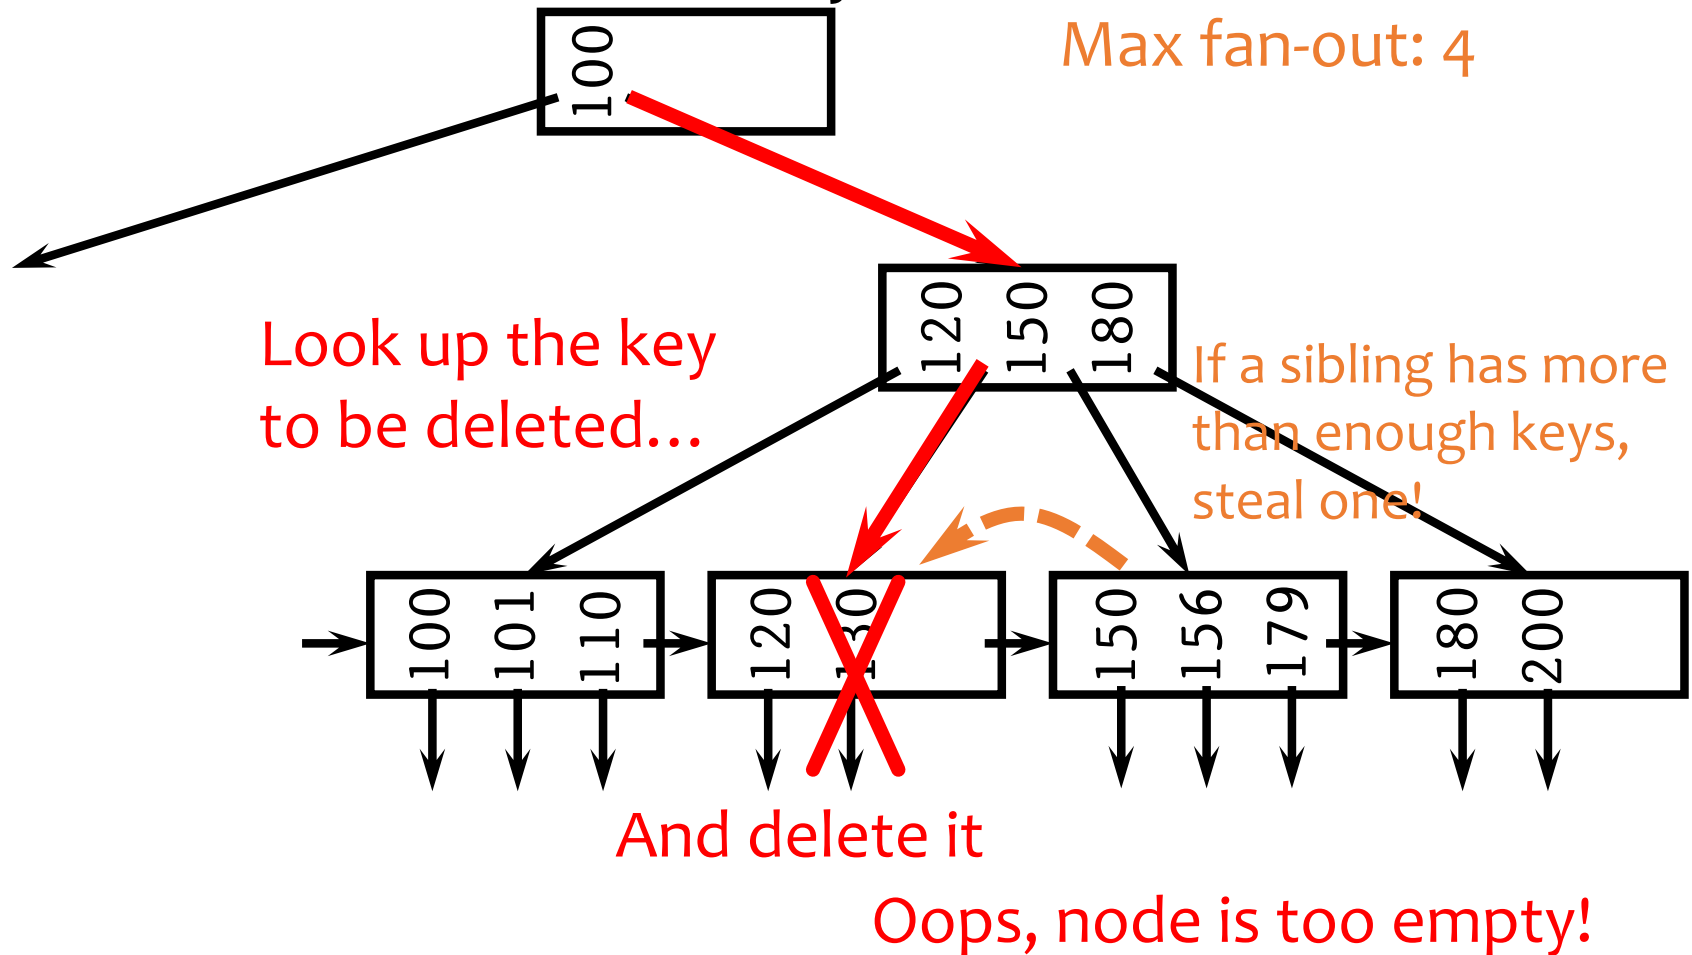 Max fan-out: 4
100
120
150
180
Look up the key
to be deleted...
If a sibling has more
than enough keys,
steal one!
100
101
110
120
130
150
156
179
180
200
And delete it
Oops, node is too empty!